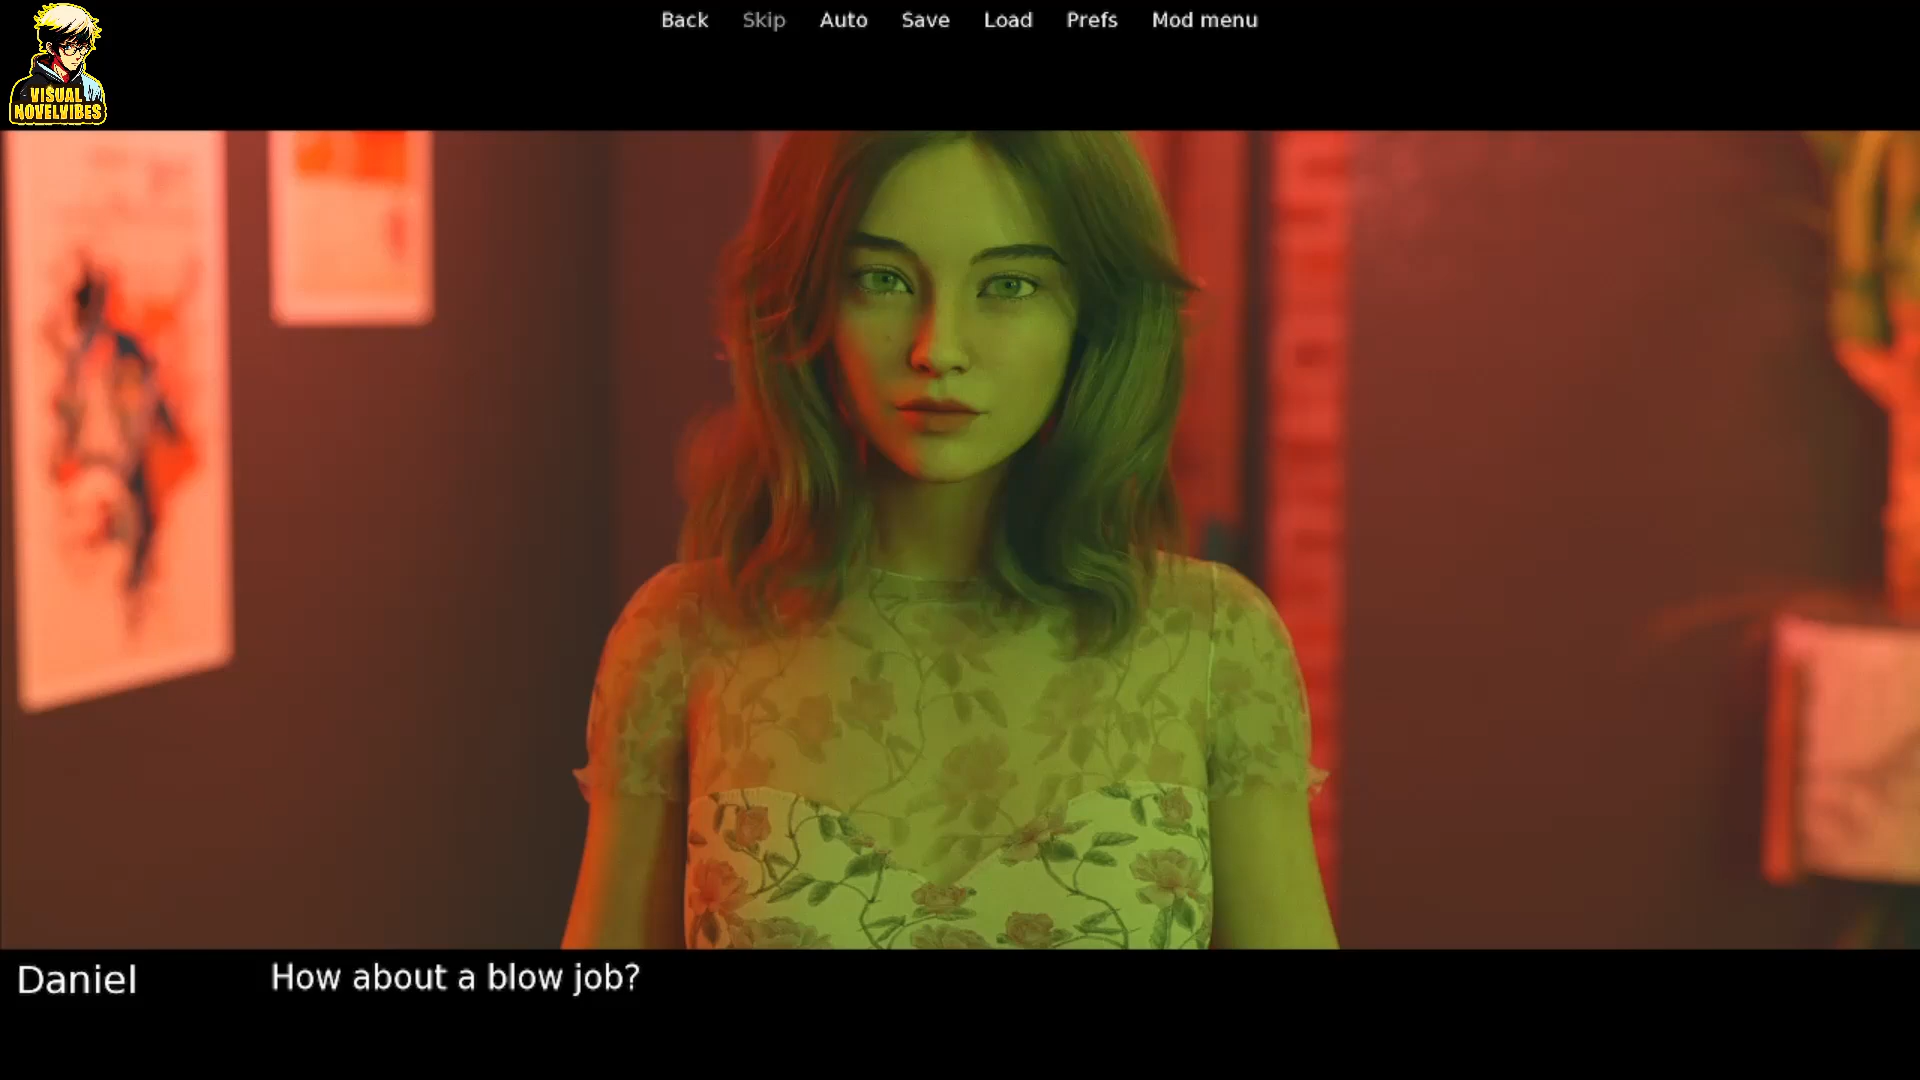 Back Skip Auto Save Load Prefs Mod menu
VISUAL
NOVELVIBES
Daniel How about a blow job?